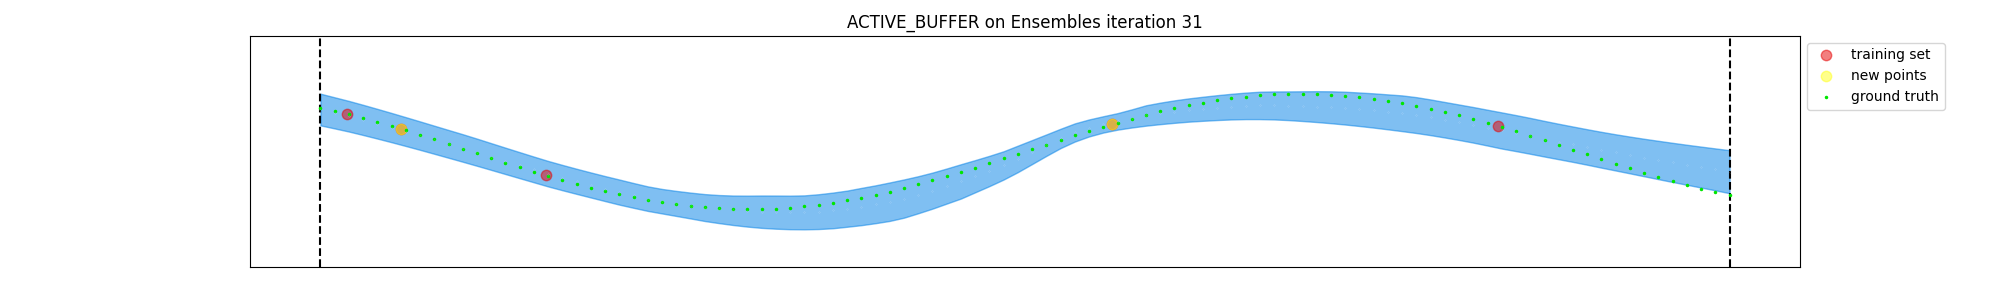 ACTIVE_BUFFER on Ensembles iteration 31
training set
new points
ground truth